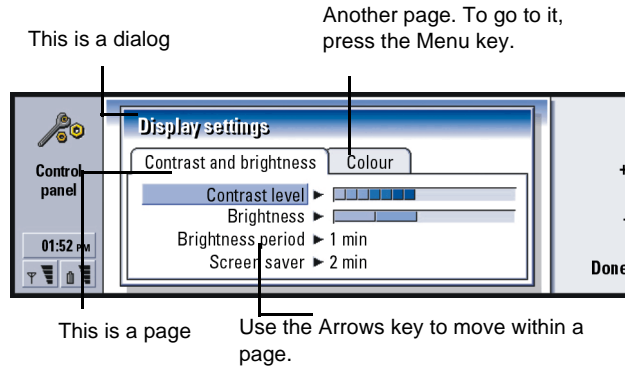 Another page. To go to it,
press the Menu key.
This is a dialog
Display settings
Control
panel
Contrast and brightness
Colour
Contrast level
Brightness
Brightness period 1 min
Screen saver 2 min
01:52 PM
+
-
Done
This is a page
Use the Arrows key to move within a
page.